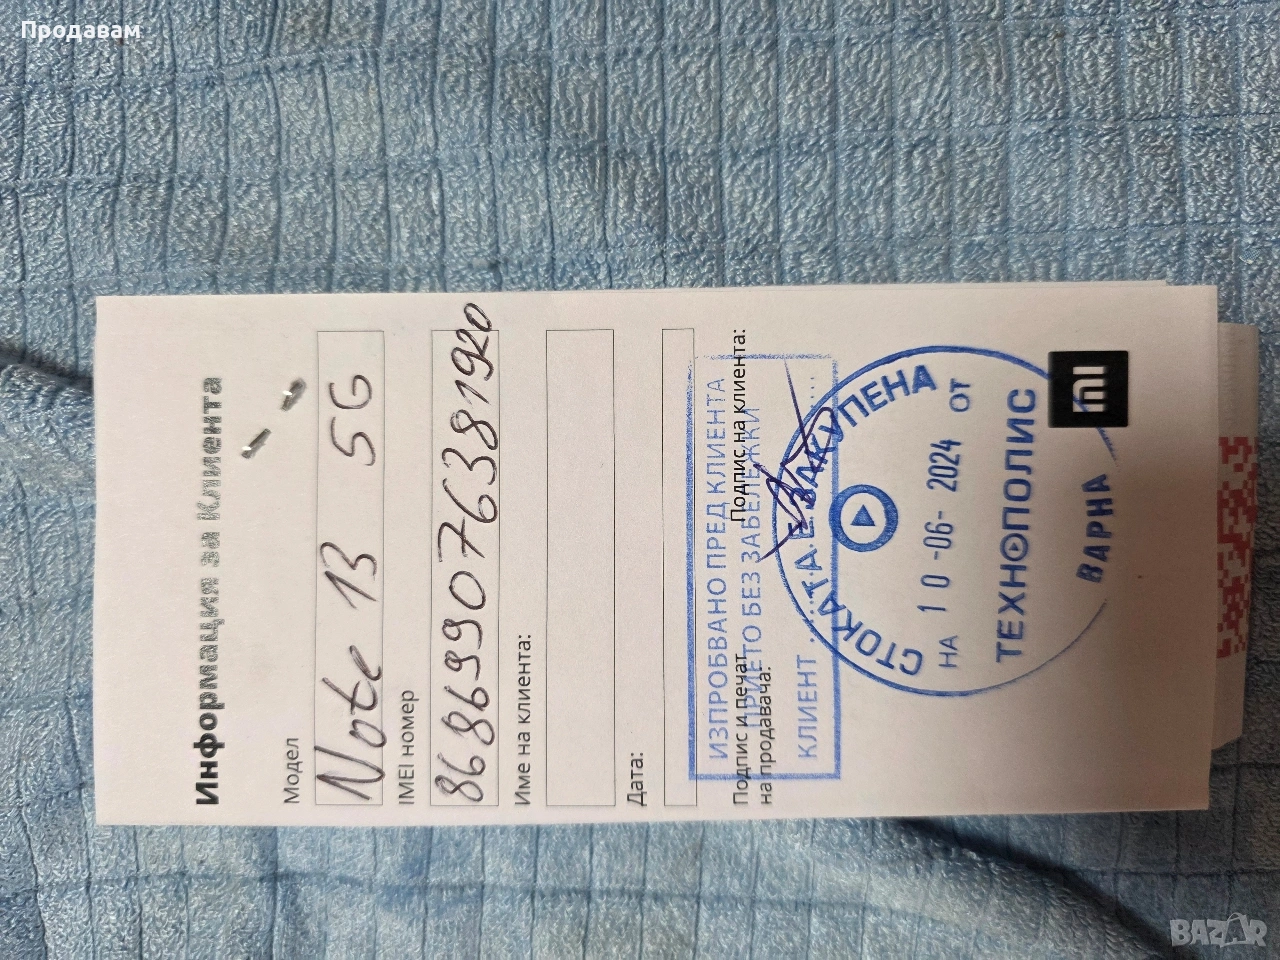 Продавам
Информация за Клиента
Модел
Note 13 5G
IMEI номер
868699076381920
Име на клиента:
Дата:
Подпис и печат
на продавача:
Подпис на клиента:
ИЗПРОБВАНО ПРЕД КЛИЕНТА
ПРИЕТО БЕЗ ЗАБЕЛЕЖКИ
КЛИЕНТ
СТОКАТА Е ЗАКУПЕНА
НА 10-06-2024 ОТ
ТЕХНОПОЛИС
ВАРНА
mi
BAZAR